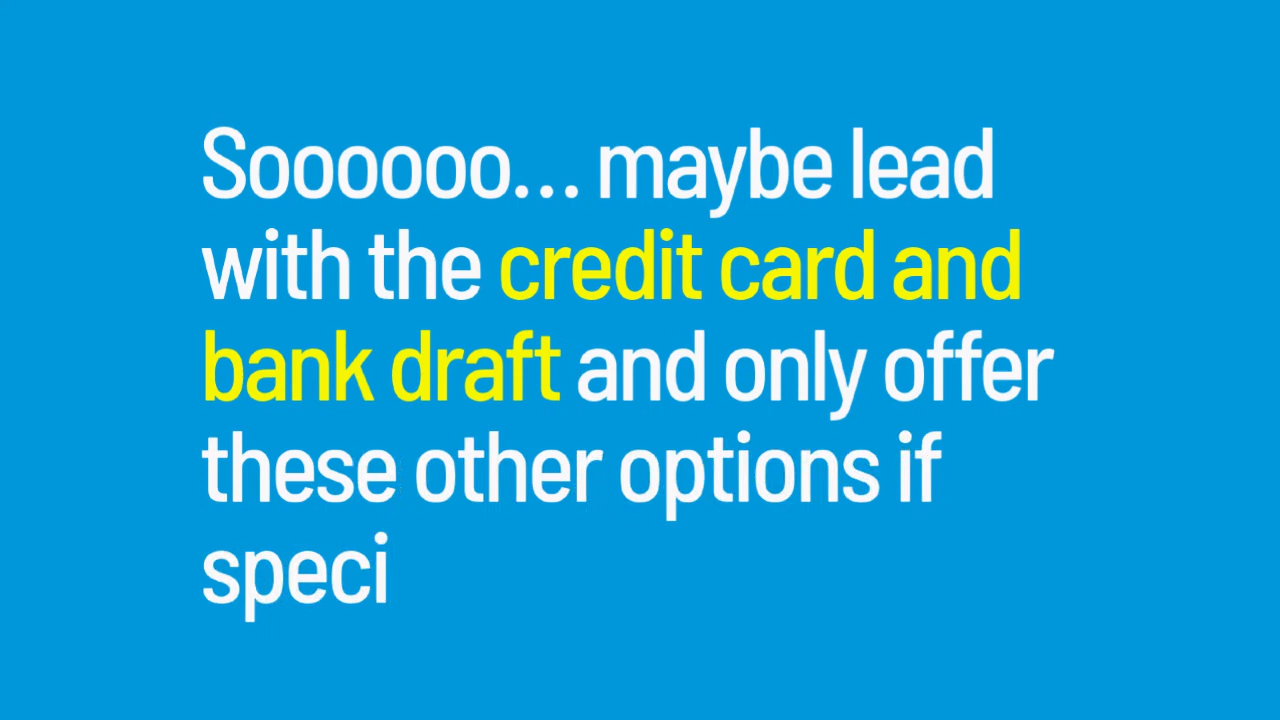 Soooooo... maybe lead
with the credit card and
bank draft and only offer
these other options if
speci